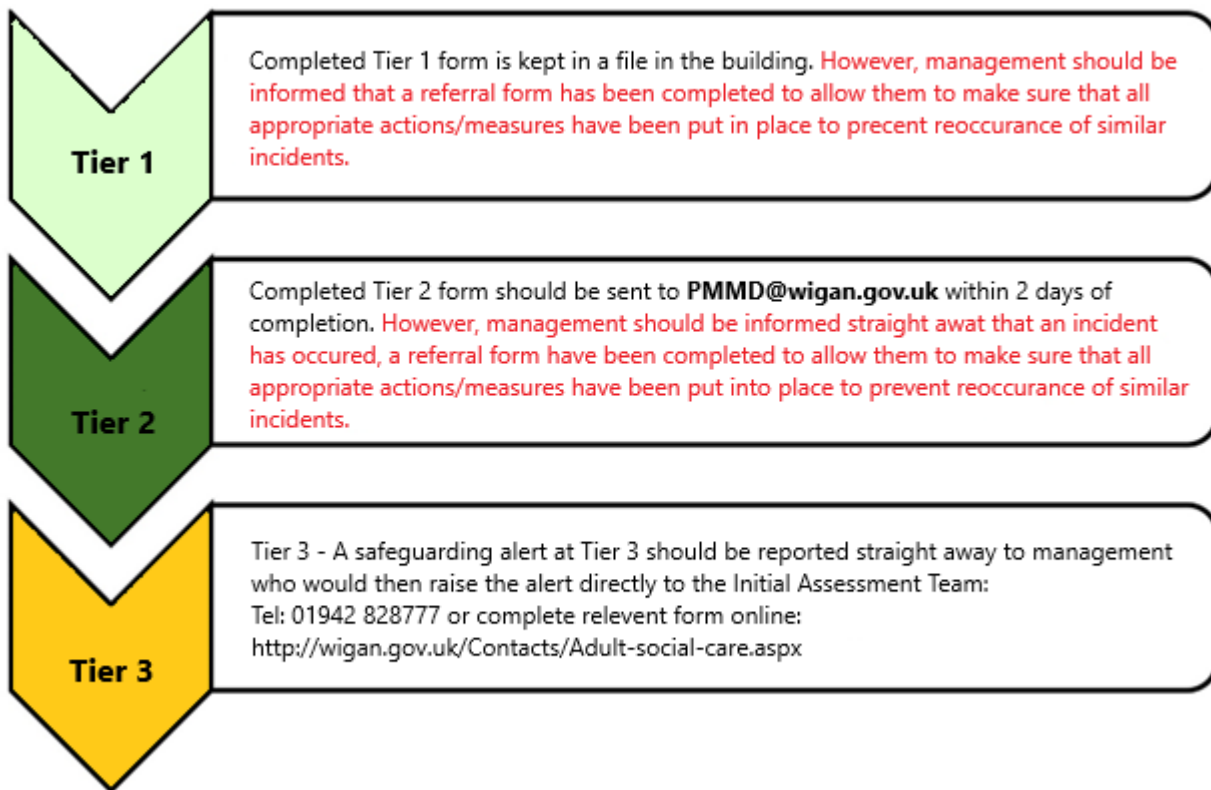 Tier 1
Completed Tier 1 form is kept in a file in the building. However, management should be
informed that a referral form has been completed to allow them to make sure that all
appropriate actions/measures have been put in place to precent reoccurance of similar
incidents.
Tier 2
Completed Tier 2 form should be sent to PMMD@wigan.gov.uk within 2 days of
completion. However, management should be informed straight awat that an incident
has occured, a referral form have been completed to allow them to make sure that all
appropriate actions/measures have been put into place to prevent reoccurance of similar
incidents.
Tier 3
Tier 3 - A safeguarding alert at Tier 3 should be reported straight away to management
who would then raise the alert directly to the Initial Assessment Team:
Tel: 01942 828777 or complete relevent form online:
http://wigan.gov.uk/Contacts/Adult-social-care.aspx